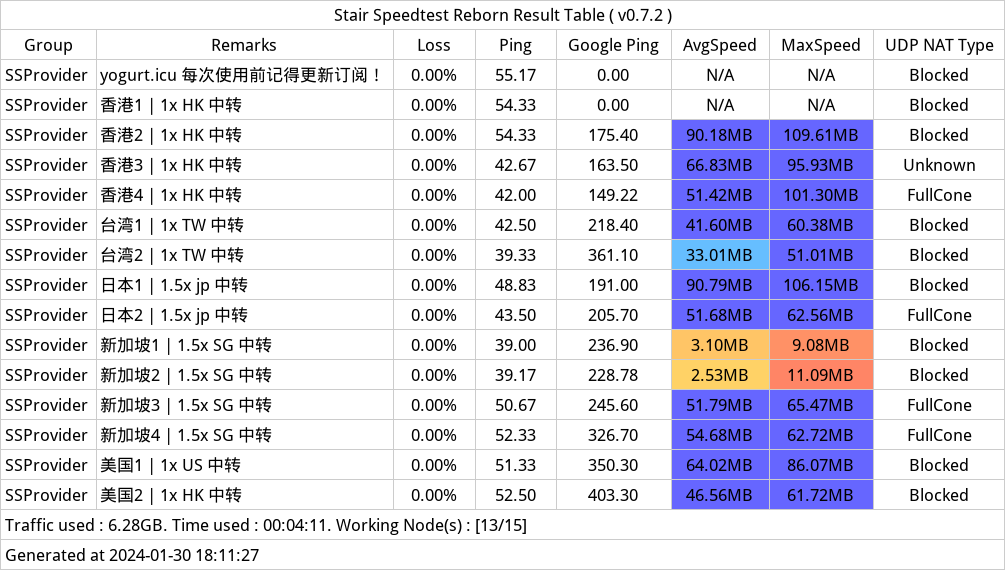 Stair Speedtest Reborn Result Table ( v0.7.2 )
Group Remarks Loss Ping Google Ping AvgSpeed MaxSpeed UDP NAT Type
SSProvider yogurt.icu 每次使用前记得更新订阅！ 0.00% 55.17 0.00 N/A N/A Blocked
SSProvider 香港1 | 1x HK 中转 0.00% 54.33 0.00 N/A N/A Blocked
SSProvider 香港2 | 1x HK 中转 0.00% 54.33 175.40 90.18MB 109.61MB Blocked
SSProvider 香港3 | 1x HK 中转 0.00% 42.67 163.50 66.83MB 95.93MB Unknown
SSProvider 香港4 | 1x HK 中转 0.00% 42.00 149.22 51.42MB 101.30MB FullCone
SSProvider 台湾1 | 1x TW 中转 0.00% 42.50 218.40 41.60MB 60.38MB Blocked
SSProvider 台湾2 | 1x TW 中转 0.00% 39.33 361.10 33.01MB 51.01MB Blocked
SSProvider 日本1 | 1.5x jp 中转 0.00% 48.83 191.00 90.79MB 106.15MB Blocked
SSProvider 日本2 | 1.5x jp 中转 0.00% 43.50 205.70 51.68MB 62.56MB FullCone
SSProvider 新加坡1 | 1.5x SG 中转 0.00% 39.00 236.90 3.10MB 9.08MB Blocked
SSProvider 新加坡2 | 1.5x SG 中转 0.00% 39.17 228.78 2.53MB 11.09MB Blocked
SSProvider 新加坡3 | 1.5x SG 中转 0.00% 50.67 245.60 51.79MB 65.47MB FullCone
SSProvider 新加坡4 | 1.5x SG 中转 0.00% 52.33 326.70 54.68MB 62.72MB FullCone
SSProvider 美国1 | 1x US 中转 0.00% 51.33 350.30 64.02MB 86.07MB Blocked
SSProvider 美国2 | 1x HK 中转 0.00% 52.50 403.30 46.56MB 61.72MB Blocked
Traffic used : 6.28GB. Time used : 00:04:11. Working Node(s) : [13/15]
Generated at 2024-01-30 18:11:27